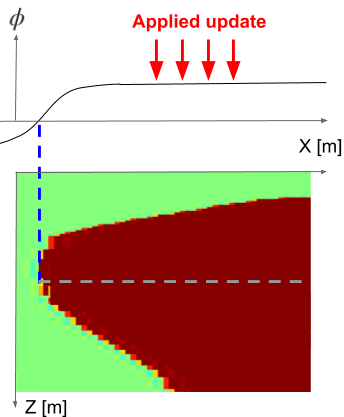 ϕ
Applied update
X [m]
Z [m]